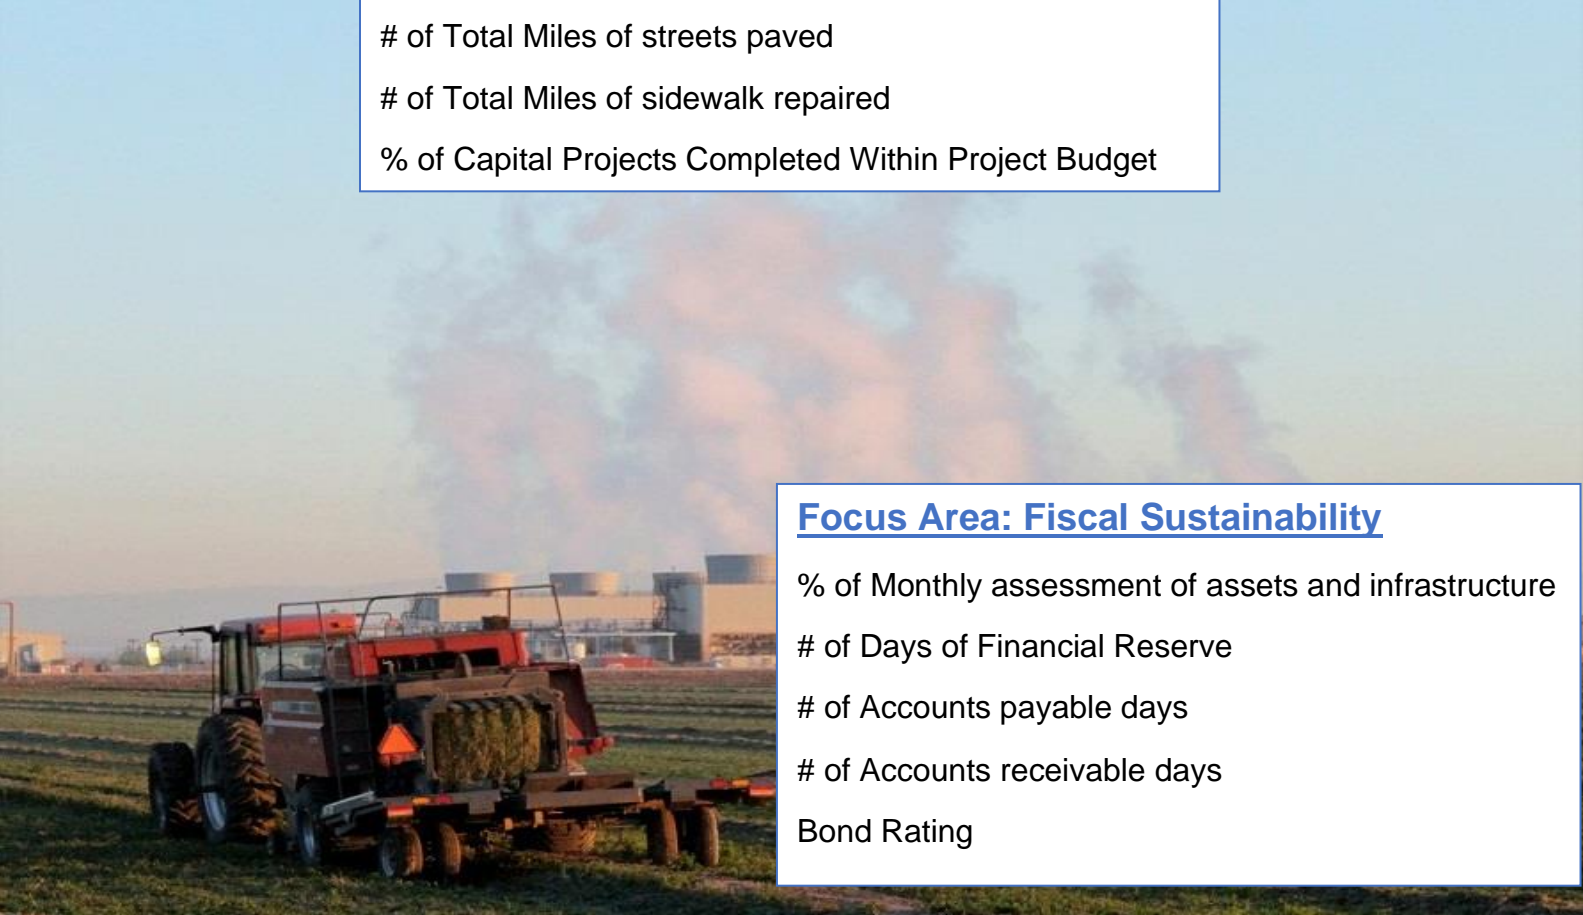 # of Total Miles of streets paved
# of Total Miles of sidewalk repaired
% of Capital Projects Completed Within Project Budget
Focus Area: Fiscal Sustainability
% of Monthly assessment of assets and infrastructure
# of Days of Financial Reserve
# of Accounts payable days
# of Accounts receivable days
Bond Rating